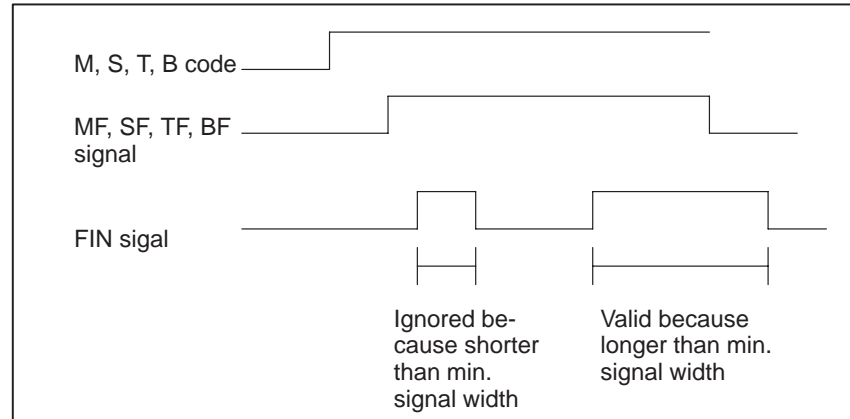 M, S, T, B code
MF, SF, TF, BF
signal
FIN sigal
Ignored be-
cause shorter
than min.
signal width
Valid because
longer than min.
signal width